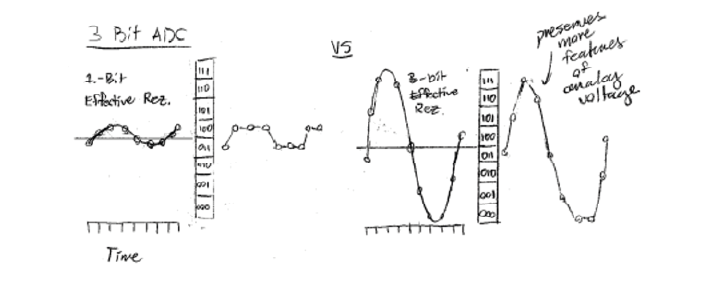 3 Bit ADC
1-Bit
Effective Rez.
111
110
101
100
011
010
001
000
Time
VS
3-bit
Effective
Rez.
111
110
101
100
011
010
001
000
preserves
more
features
of
analog
voltage